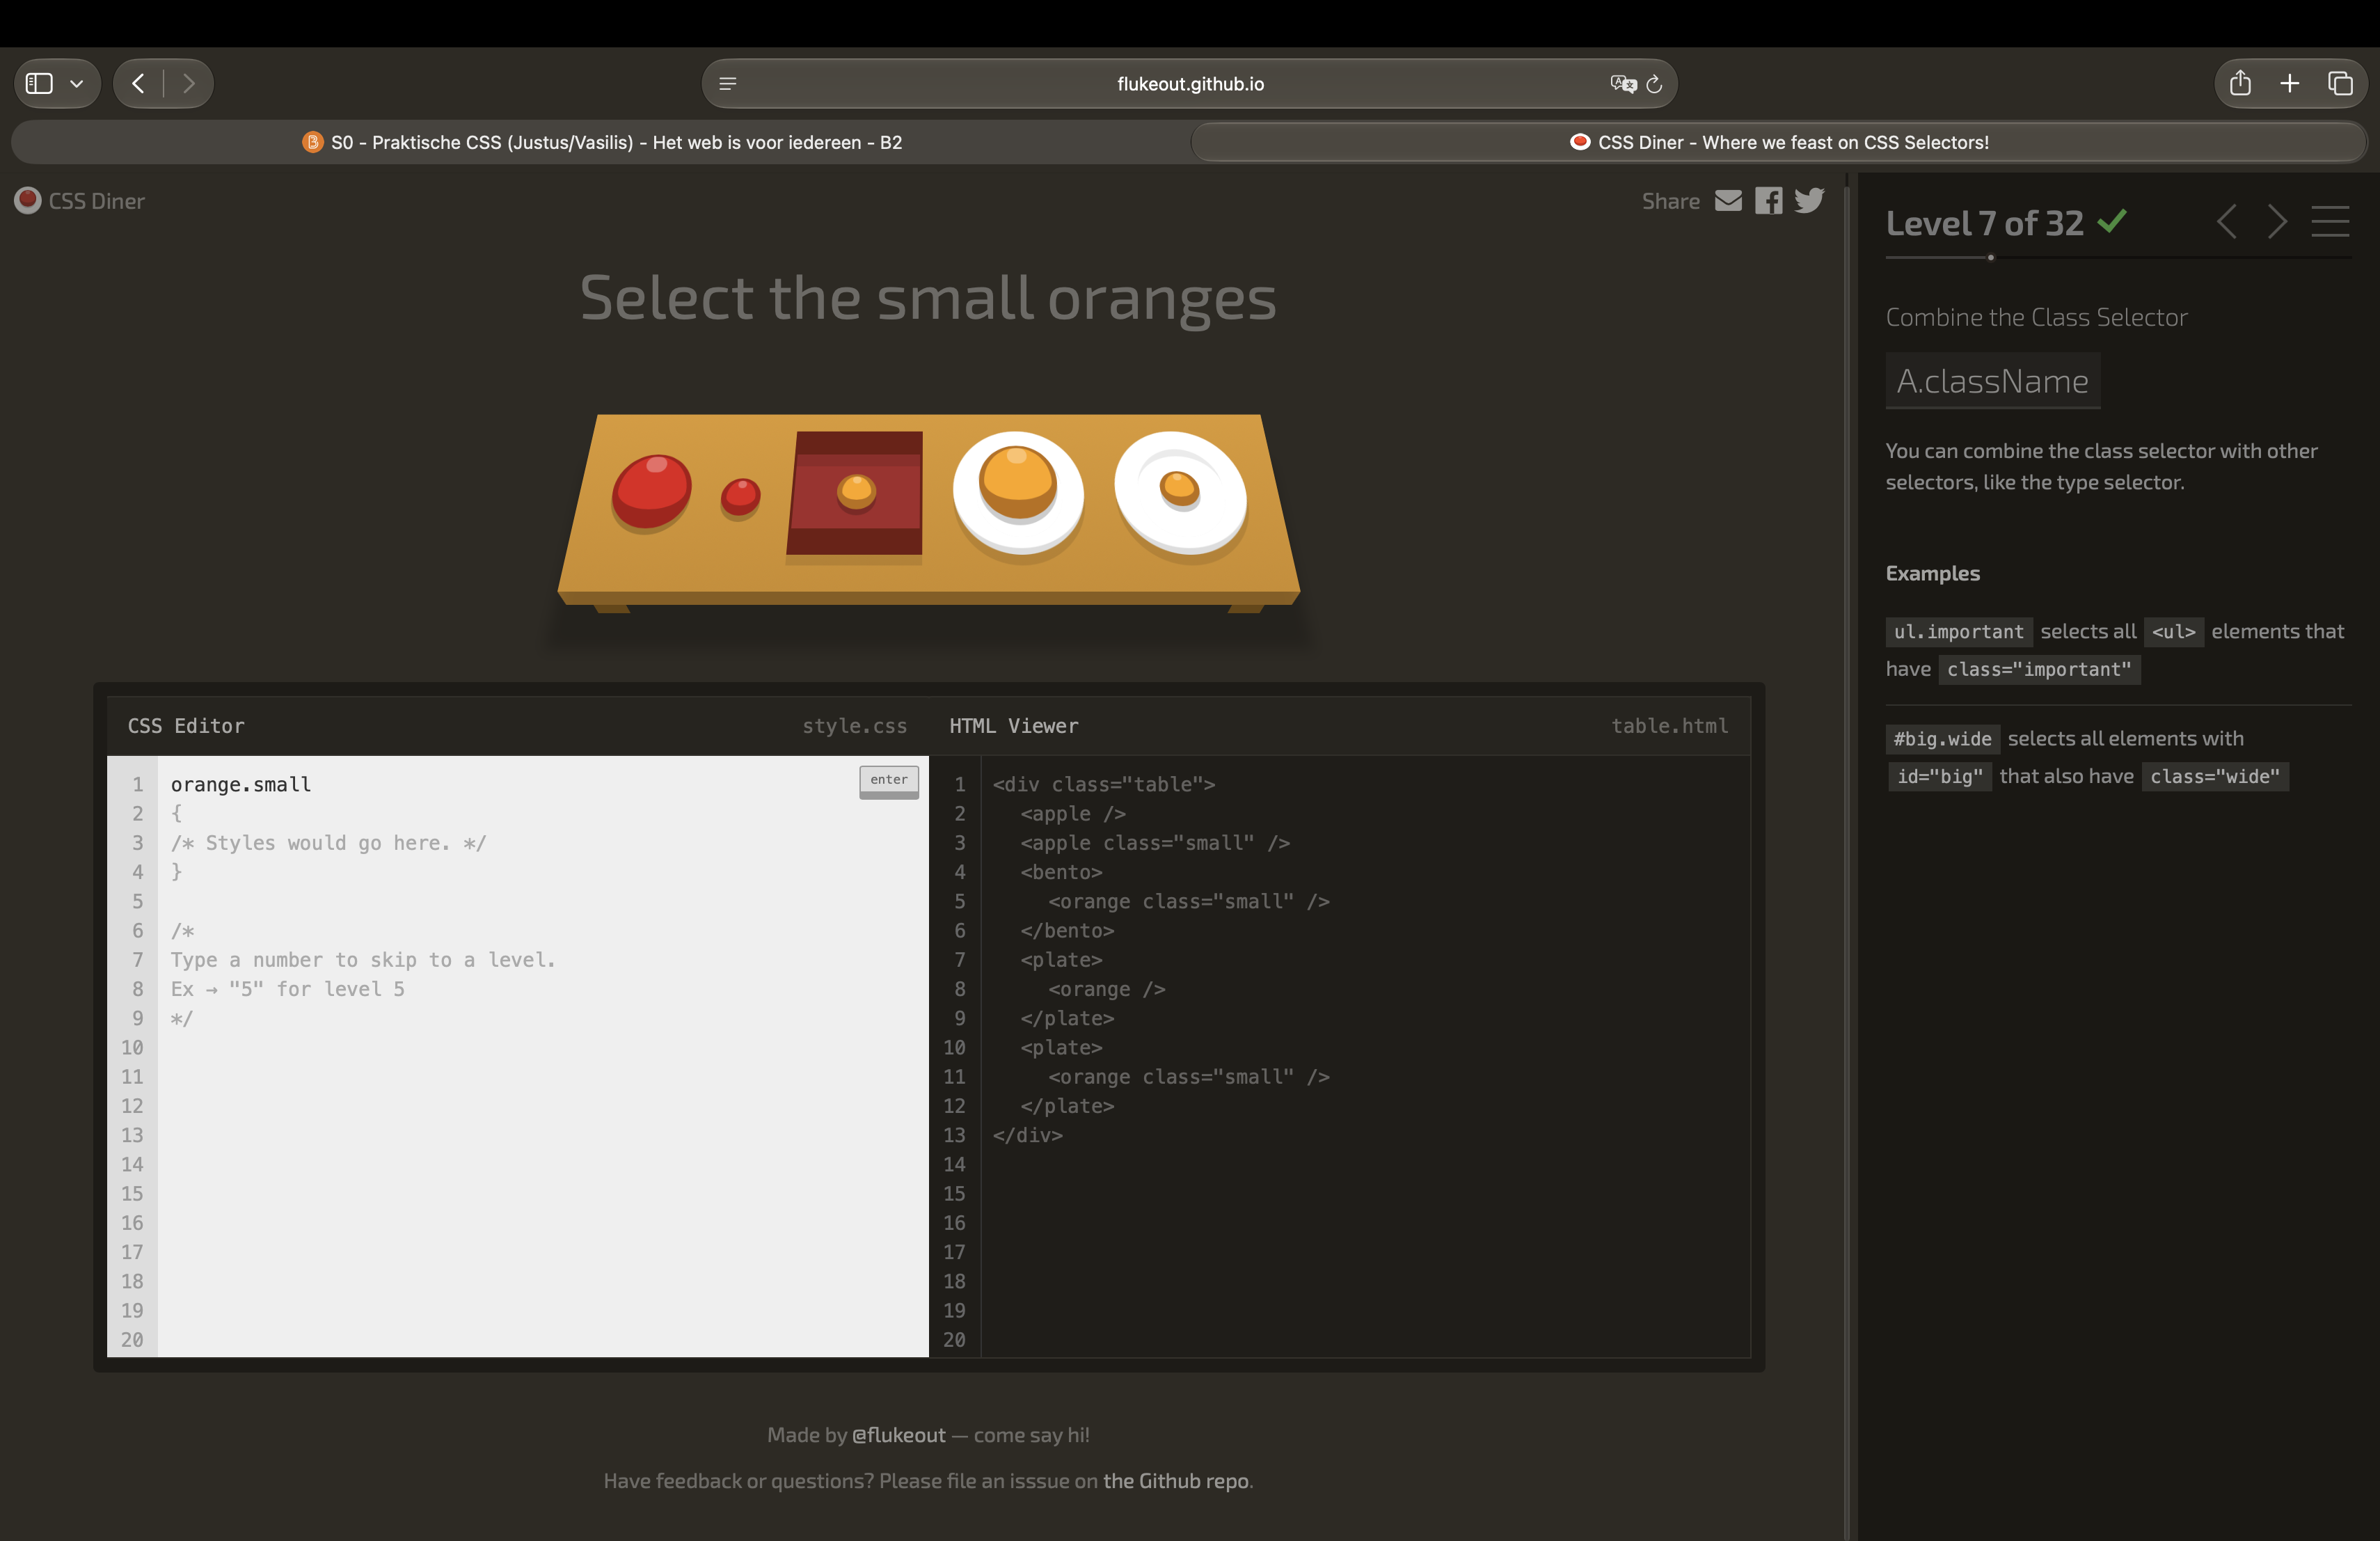 flukeout.github.io
S0 - Praktische CSS (Justus/Vasilis) - Het web is voor iedereen - B2
CSS Diner - Where we feast on CSS Selectors!
CSS Diner
Share
Select the small oranges
CSS Editor
style.css
1 orange.small
enter
2 {
3 /* Styles would go here. */
4 }
5
6 /*
7 Type a number to skip to a level.
8 Ex → "5" for level 5
9 */
10
11
12
13
14
15
16
17
18
19
20
HTML Viewer
table.html
1 <div class="table">
2 <apple />
3 <apple class="small" />
4 <bento>
5 <orange class="small" />
6 </bento>
7 <plate>
8 <orange />
9 </plate>
10 <plate>
11 <orange class="small" />
12 </plate>
13 </div>
14
15
16
17
18
19
20
Made by @flukeout — come say hi!
Have feedback or questions? Please file an isssue on the Github repo.
Level 7 of 32
Combine the Class Selector
A.className
You can combine the class selector with other
selectors, like the type selector.
Examples
ul.important selects all <ul> elements that
have class="important"
#big.wide selects all elements with
id="big" that also have class="wide"